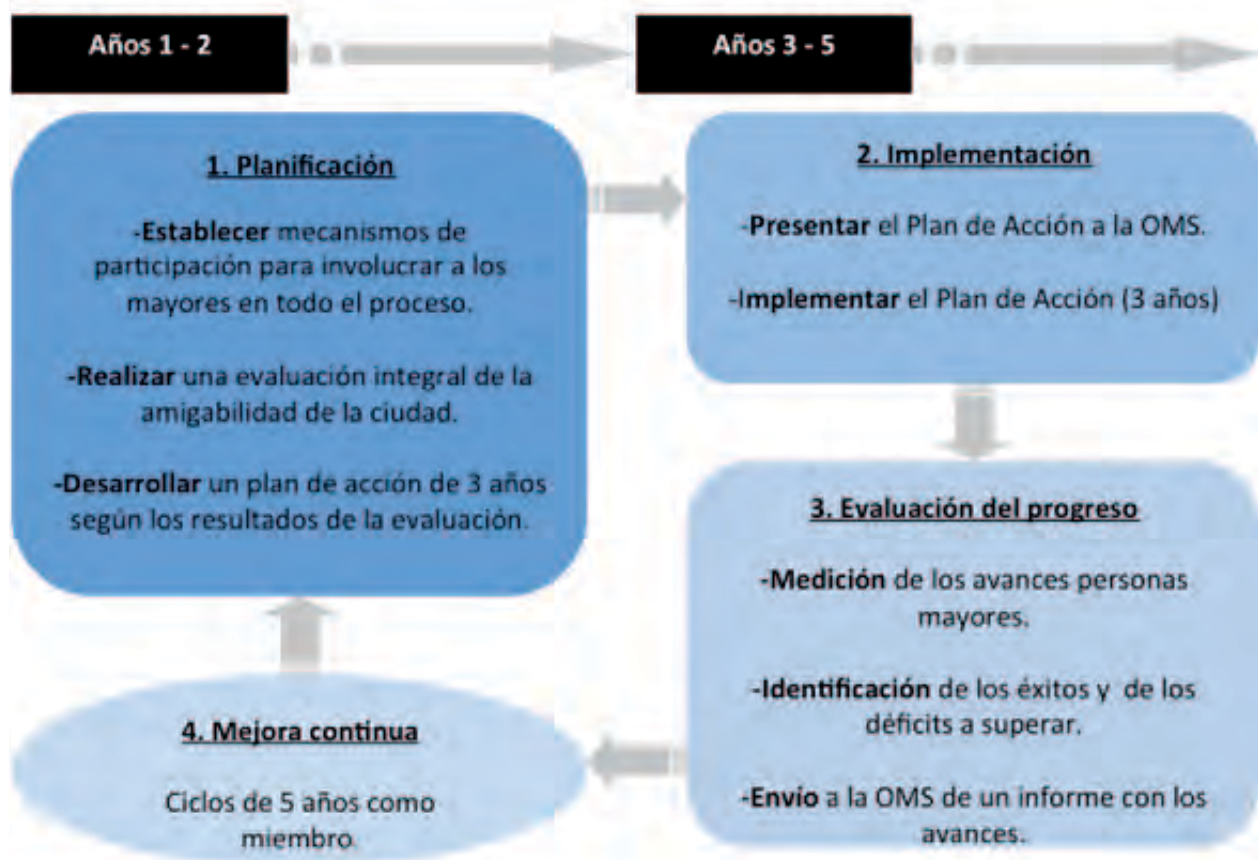 Años 1 - 2
Años 3 - 5
1. Planificación
-Establecer mecanismos de
participación para involucrar a los
mayores en todo el proceso.
-Realizar una evaluación integral de la
amigabilidad de la ciudad.
-Desarrollar un plan de acción de 3 años
según los resultados de la evaluación.
2. Implementación
-Presentar el Plan de Acción a la OMS.
-Implementar el Plan de Acción (3 años)
3. Evaluación del progreso
-Medición de los avances personas
mayores.
-Identificación de los éxitos y de los
déficits a superar.
-Envío a la OMS de un informe con los
avances.
4. Mejora continua
Ciclos de 5 años como
miembro.